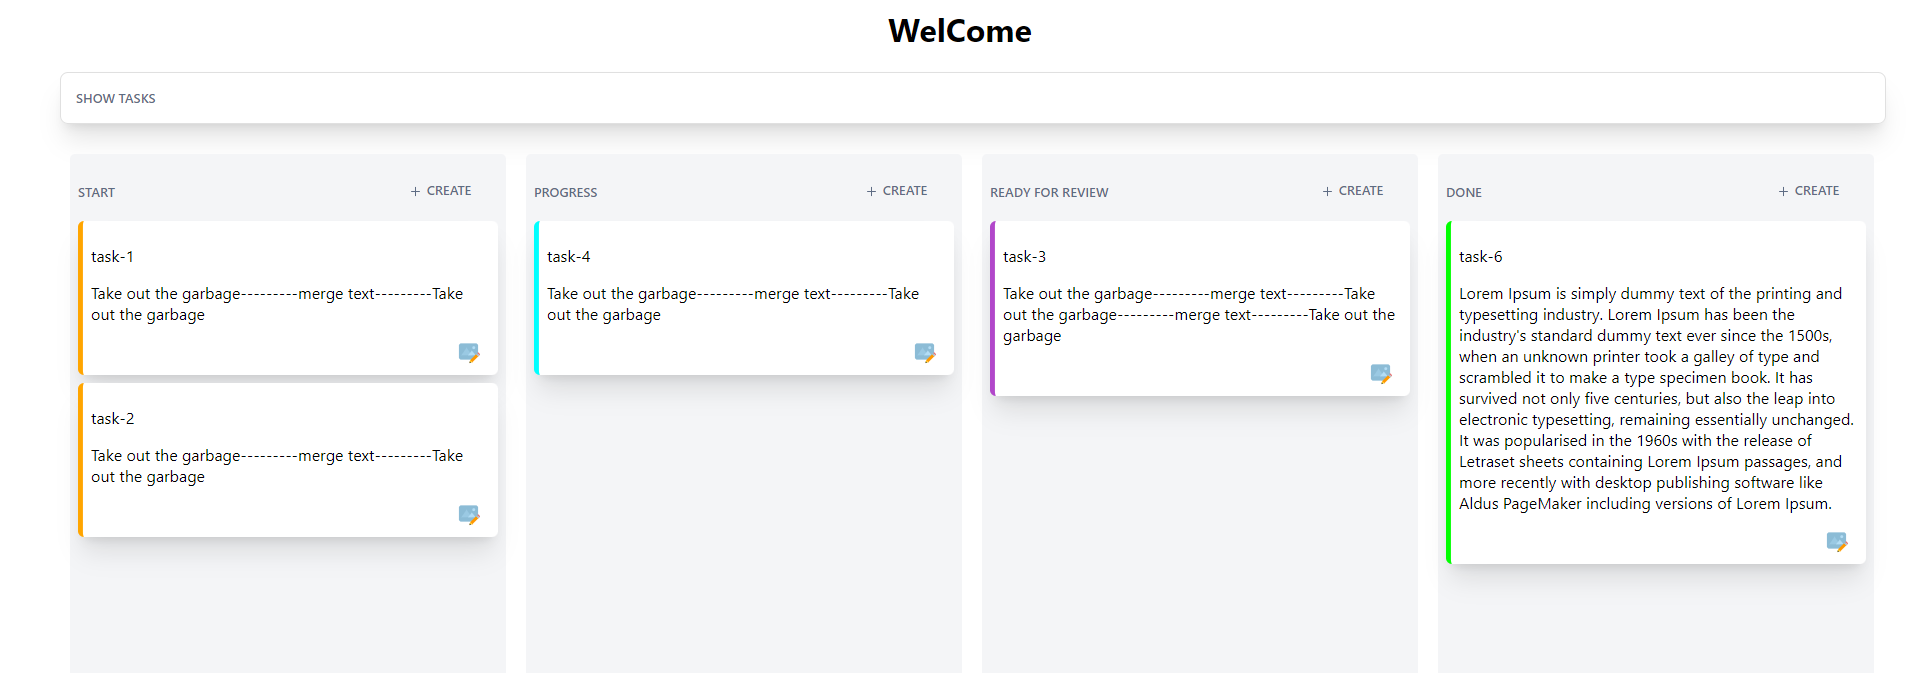 WelCome
SHOW TASKS
START
+ CREATE
task-1
Take out the garbage---------merge text---------Take
out the garbage
task-2
Take out the garbage---------merge text---------Take
out the garbage
PROGRESS
+ CREATE
task-4
Take out the garbage---------merge text---------Take
out the garbage
READY FOR REVIEW
+ CREATE
task-3
Take out the garbage---------merge text---------Take
out the garbage---------merge text---------Take out the
garbage
DONE
+ CREATE
task-6
Lorem Ipsum is simply dummy text of the printing and
typesetting industry. Lorem Ipsum has been the
industry's standard dummy text ever since the 1500s,
when an unknown printer took a galley of type and
scrambled it to make a type specimen book. It has
survived not only five centuries, but also the leap into
electronic typesetting, remaining essentially unchanged.
It was popularised in the 1960s with the release of
Letraset sheets containing Lorem Ipsum passages, and
more recently with desktop publishing software like
Aldus PageMaker including versions of Lorem Ipsum.